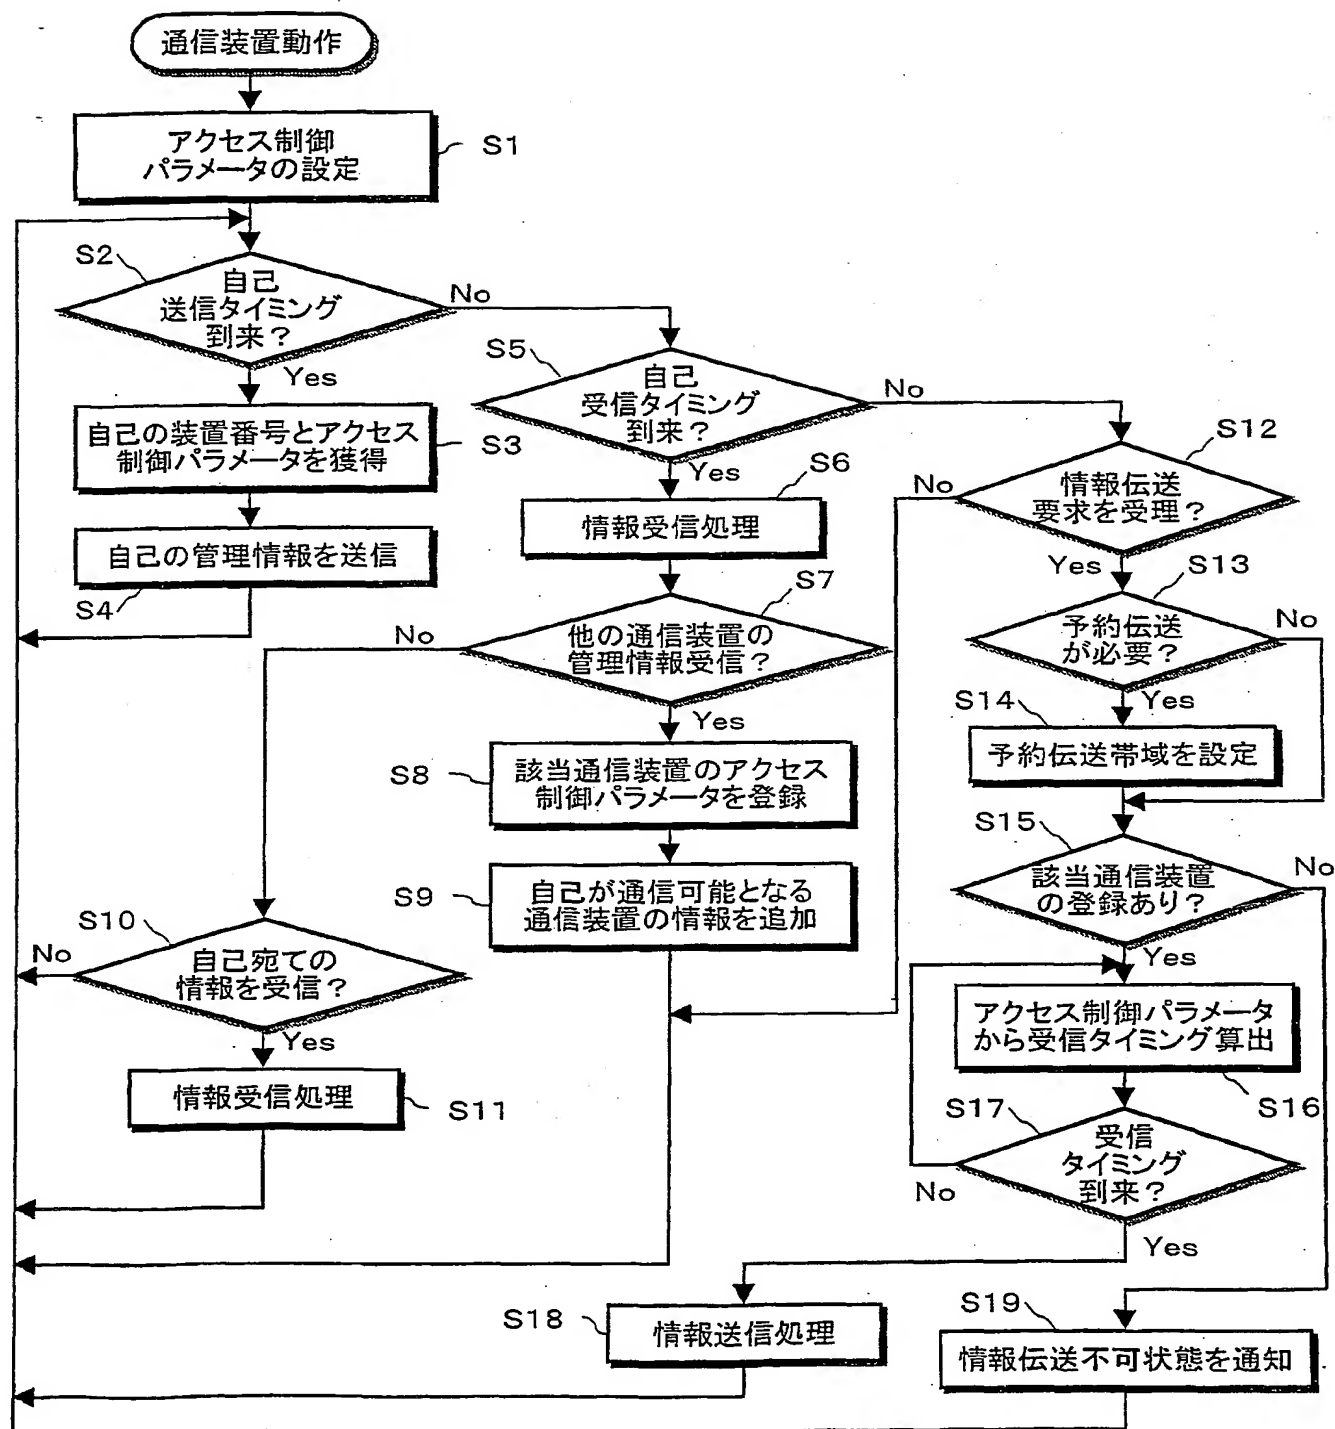 通信装置動作
アクセス制御
パラメータの設定
S1
S2
自己
送信タイミング
到来?
No
Yes
自己の装置番号とアクセス
制御パラメータを獲得
S3
自己の管理情報を送信
S4
S5
自己
受信タイミング
到来?
No
Yes
S6
情報受信処理
S7
他の通信装置の
管理情報受信?
No
Yes
S8
該当通信装置のアクセス
制御パラメータを登録
S9
自己が通信可能となる
通信装置の情報を追加
S10
自己宛ての
情報を受信?
No
Yes
情報受信処理
S11
S12
情報伝送
要求を受理?
No
Yes
S13
予約伝送
が必要?
No
Yes
S14
予約伝送帯域を設定
S15
該当通信装置
の登録あり?
No
Yes
アクセス制御パラメータ
から受信タイミング算出
S16
S17
受信
タイミング
到来?
No
Yes
S18
情報送信処理
S19
情報伝送不可状態を通知